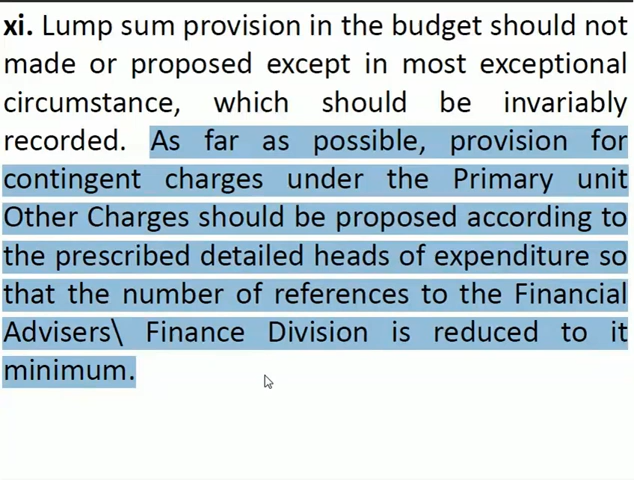 xi. Lump sum provision in the budget should not
made or proposed except in most exceptional
circumstance, which should be invariably
recorded. As far as possible, provision for
contingent charges under the Primary unit
Other Charges should be proposed according to
the prescribed detailed heads of expenditure so
that the number of references to the Financial
Advisers\ Finance Division is reduced to it
minimum.